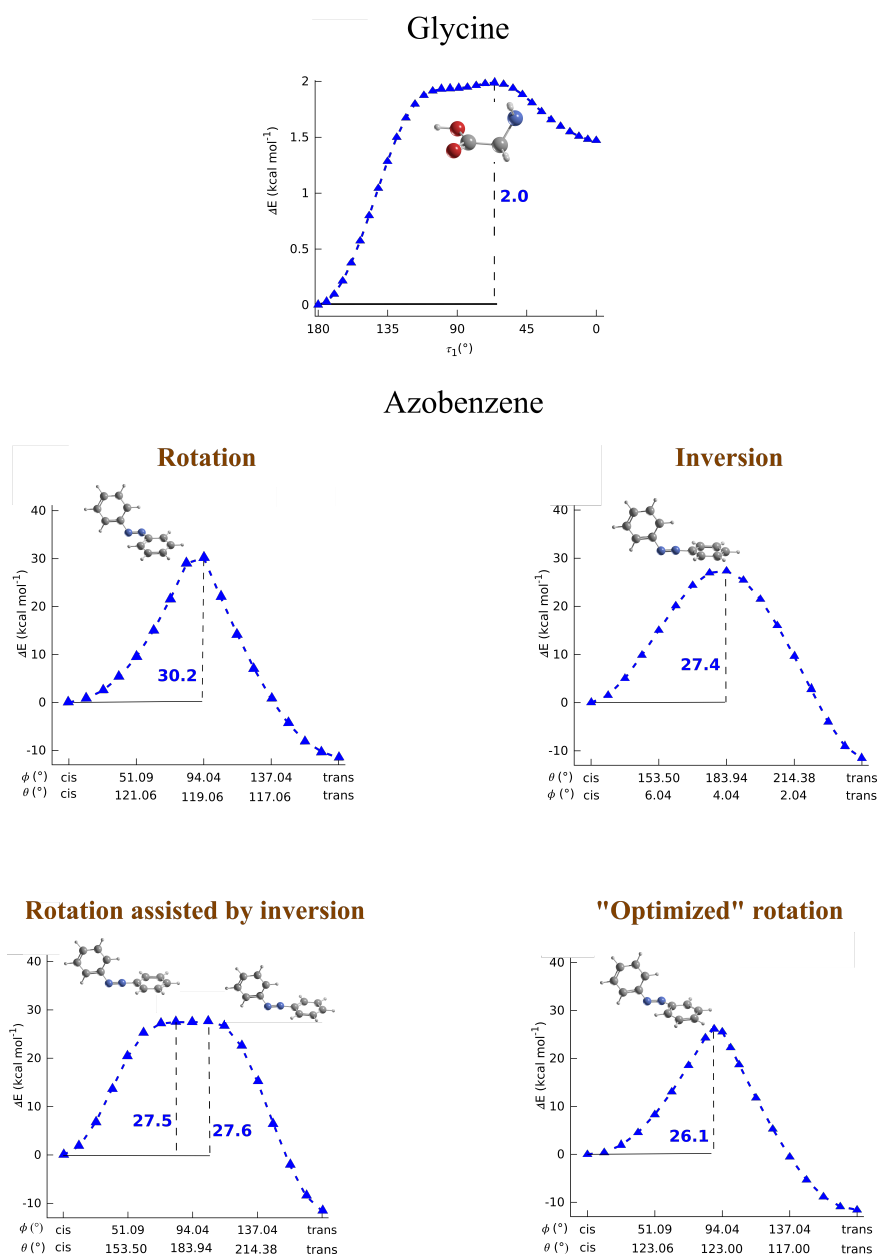 Glycine
ΔE (kcal mol-1)
2
1.5
1
0.5
0
2.0
180 135 90 45 0
τ1(°)
Azobenzene
Rotation
ΔE (kcal mol-1)
40
30
20
10
0
-10
30.2
ϕ (°) cis 51.09 94.04 137.04 trans
θ (°) cis 121.06 119.06 117.06 trans
Inversion
ΔE (kcal mol-1)
40
30
20
10
0
-10
27.4
θ (°) cis 153.50 183.94 214.38 trans
ϕ (°) cis 6.04 4.04 2.04 trans
Rotation assisted by inversion
ΔE (kcal mol-1)
40
30
20
10
0
-10
27.5
27.6
ϕ (°) cis 51.09 94.04 137.04 trans
θ (°) cis 153.50 183.94 214.38 trans
"Optimized" rotation
ΔE (kcal mol-1)
40
30
20
10
0
-10
26.1
ϕ (°) cis 51.09 94.04 137.04 trans
θ (°) cis 123.06 123.00 117.00 trans